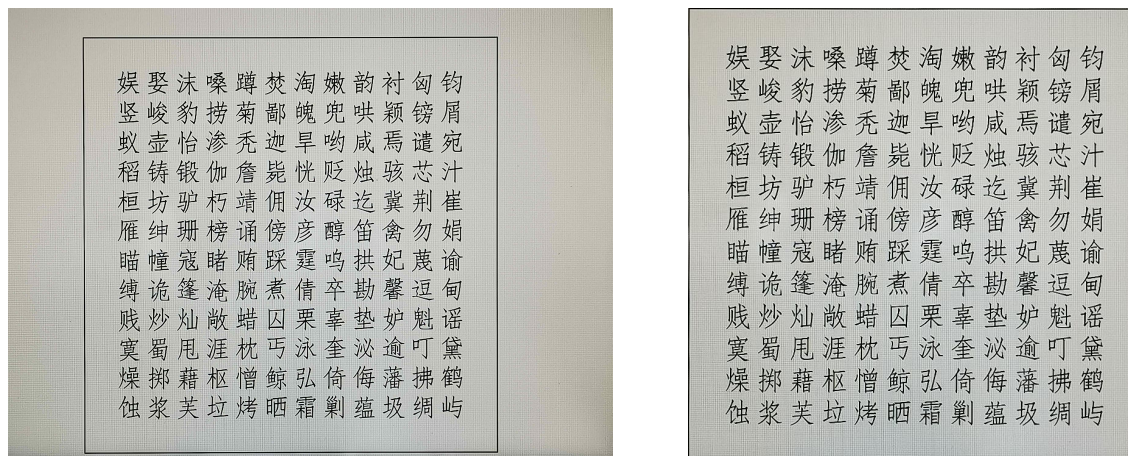 娱娶沫嗓蹲焚淘嫩韵衬匈钧
竖峻豹捞菊鄙魄兜哄颖镑屑
蚁壶怡渗秃迦旱哟咸焉谴宛
稻铸锻伽詹毙恍贬烛骇芯汁
桓坊驴朽靖佣汝碌迄冀荆崔
雁绅珊榜诵傍彦醇笛禽勿娟
瞄幢寇睹贿踩霆呜拱妃蔑谕
缚诡篷淹腕煮倩卒勘馨逗甸
贱炒灿敞蜡囚栗辜垫妒魁谣
寞蜀甩涯枕丐泳奎泌逾叮黛
燥掷藉枢憎鲸弘倚侮藩拂鹤
蚀浆芙垃烤晒霜剿蕴圾绸屿
娱娶沫嗓蹲焚淘嫩韵衬匈钧
竖峻豹捞菊鄙魄兜哄颖镑屑
蚁壶怡渗秃迦旱哟咸焉谴宛
稻铸锻伽詹毙恍贬烛骇芯汁
桓坊驴朽靖佣汝碌迄冀荆崔
雁绅珊榜诵傍彦醇笛禽勿娟
瞄幢寇睹贿踩霆呜拱妃蔑谕
缚诡篷淹腕煮倩卒勘馨逗甸
贱炒灿敞蜡囚栗辜垫妒魁谣
寞蜀甩涯枕丐泳奎泌逾叮黛
燥掷藉枢憎鲸弘倚侮藩拂鹤
蚀浆芙垃烤晒霜剿蕴圾绸屿